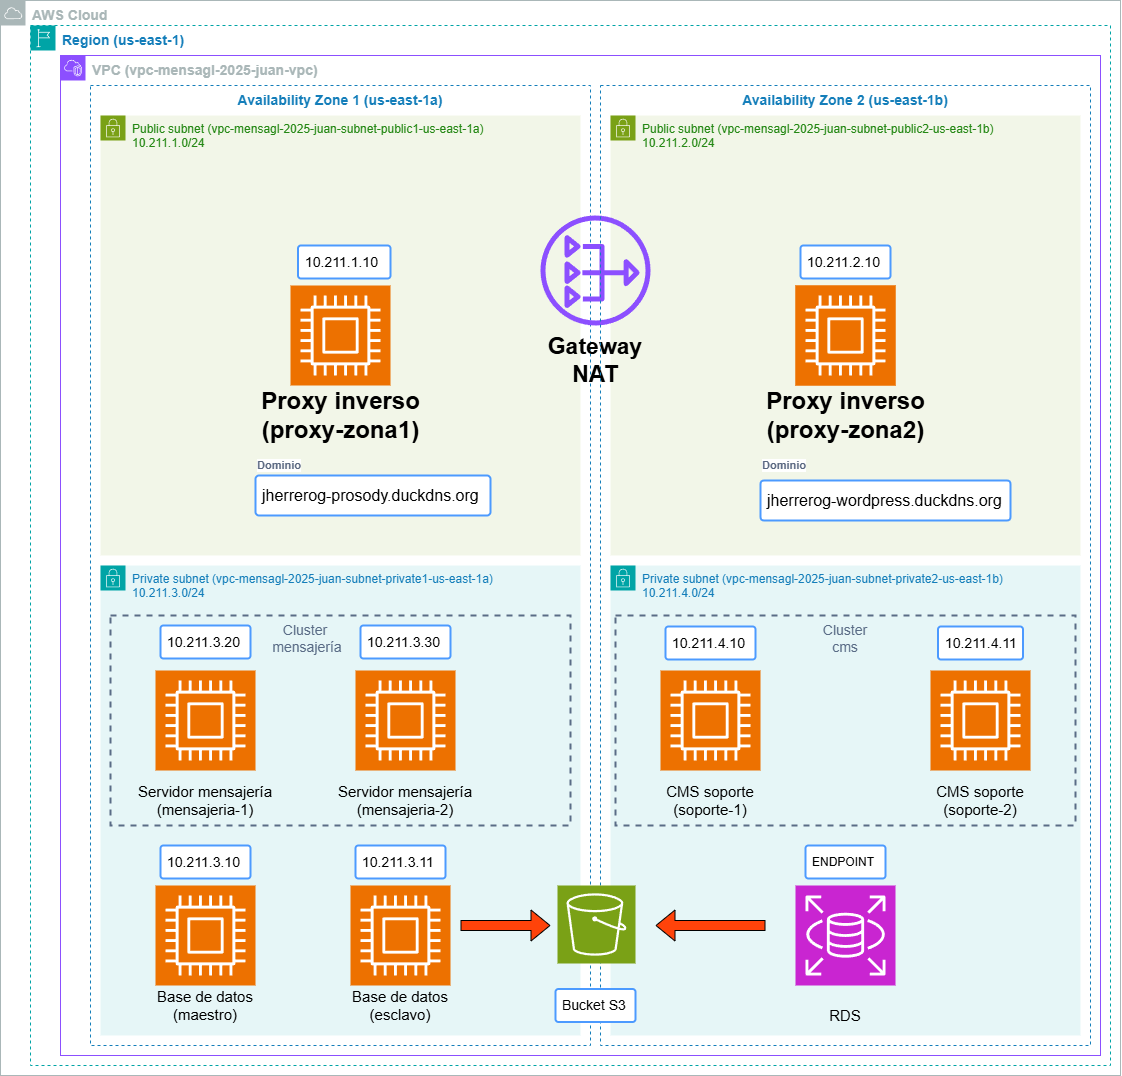 AWS Cloud
Region (us-east-1)
VPC (vpc-mensagl-2025-juan-vpc)
Availability Zone 1 (us-east-1a)
Public subnet (vpc-mensagl-2025-juan-subnet-public1-us-east-1a)
10.211.1.0/24
10.211.1.10
Proxy inverso
(proxy-zona1)
Dominio
jherrerog-prosody.duckdns.org
Gateway
NAT
Availability Zone 2 (us-east-1b)
Public subnet (vpc-mensagl-2025-juan-subnet-public2-us-east-1b)
10.211.2.0/24
10.211.2.10
Proxy inverso
(proxy-zona2)
Dominio
jherrerog-wordpress.duckdns.org
Private subnet (vpc-mensagl-2025-juan-subnet-private1-us-east-1a)
10.211.3.0/24
10.211.3.20
Cluster
mensajería
10.211.3.30
Servidor mensajería
(mensajeria-1)
Servidor mensajería
(mensajeria-2)
10.211.3.10
10.211.3.11
Base de datos
(maestro)
Base de datos
(esclavo)
Bucket S3
Private subnet (vpc-mensagl-2025-juan-subnet-private2-us-east-1b)
10.211.4.0/24
10.211.4.10
Cluster
cms
10.211.4.11
CMS soporte
(soporte-1)
CMS soporte
(soporte-2)
ENDPOINT
RDS